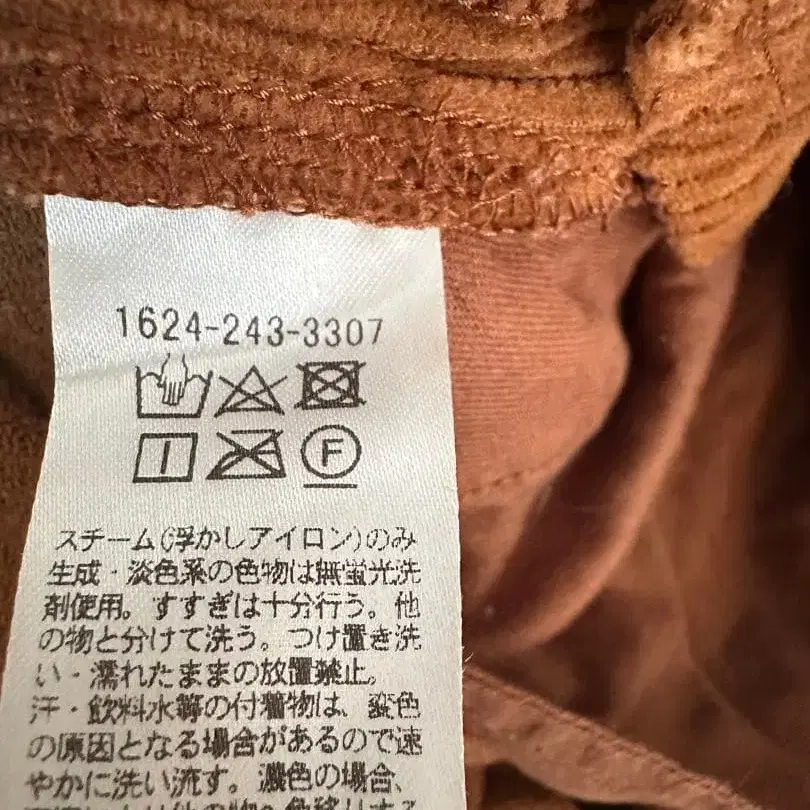 1624-243-3307
F
スチーム(浮かしアイロン)のみ
生成・淡色系の色物は無蛍光洗
剤使用。すすぎは十分行う。他
の物と分けて洗う。つけ置き洗
い・濡れたままの放置禁止。
汗・飲料水等の付着物は、変色
の原因となる場合があるので速
やかに洗い流す。濃色の場合、